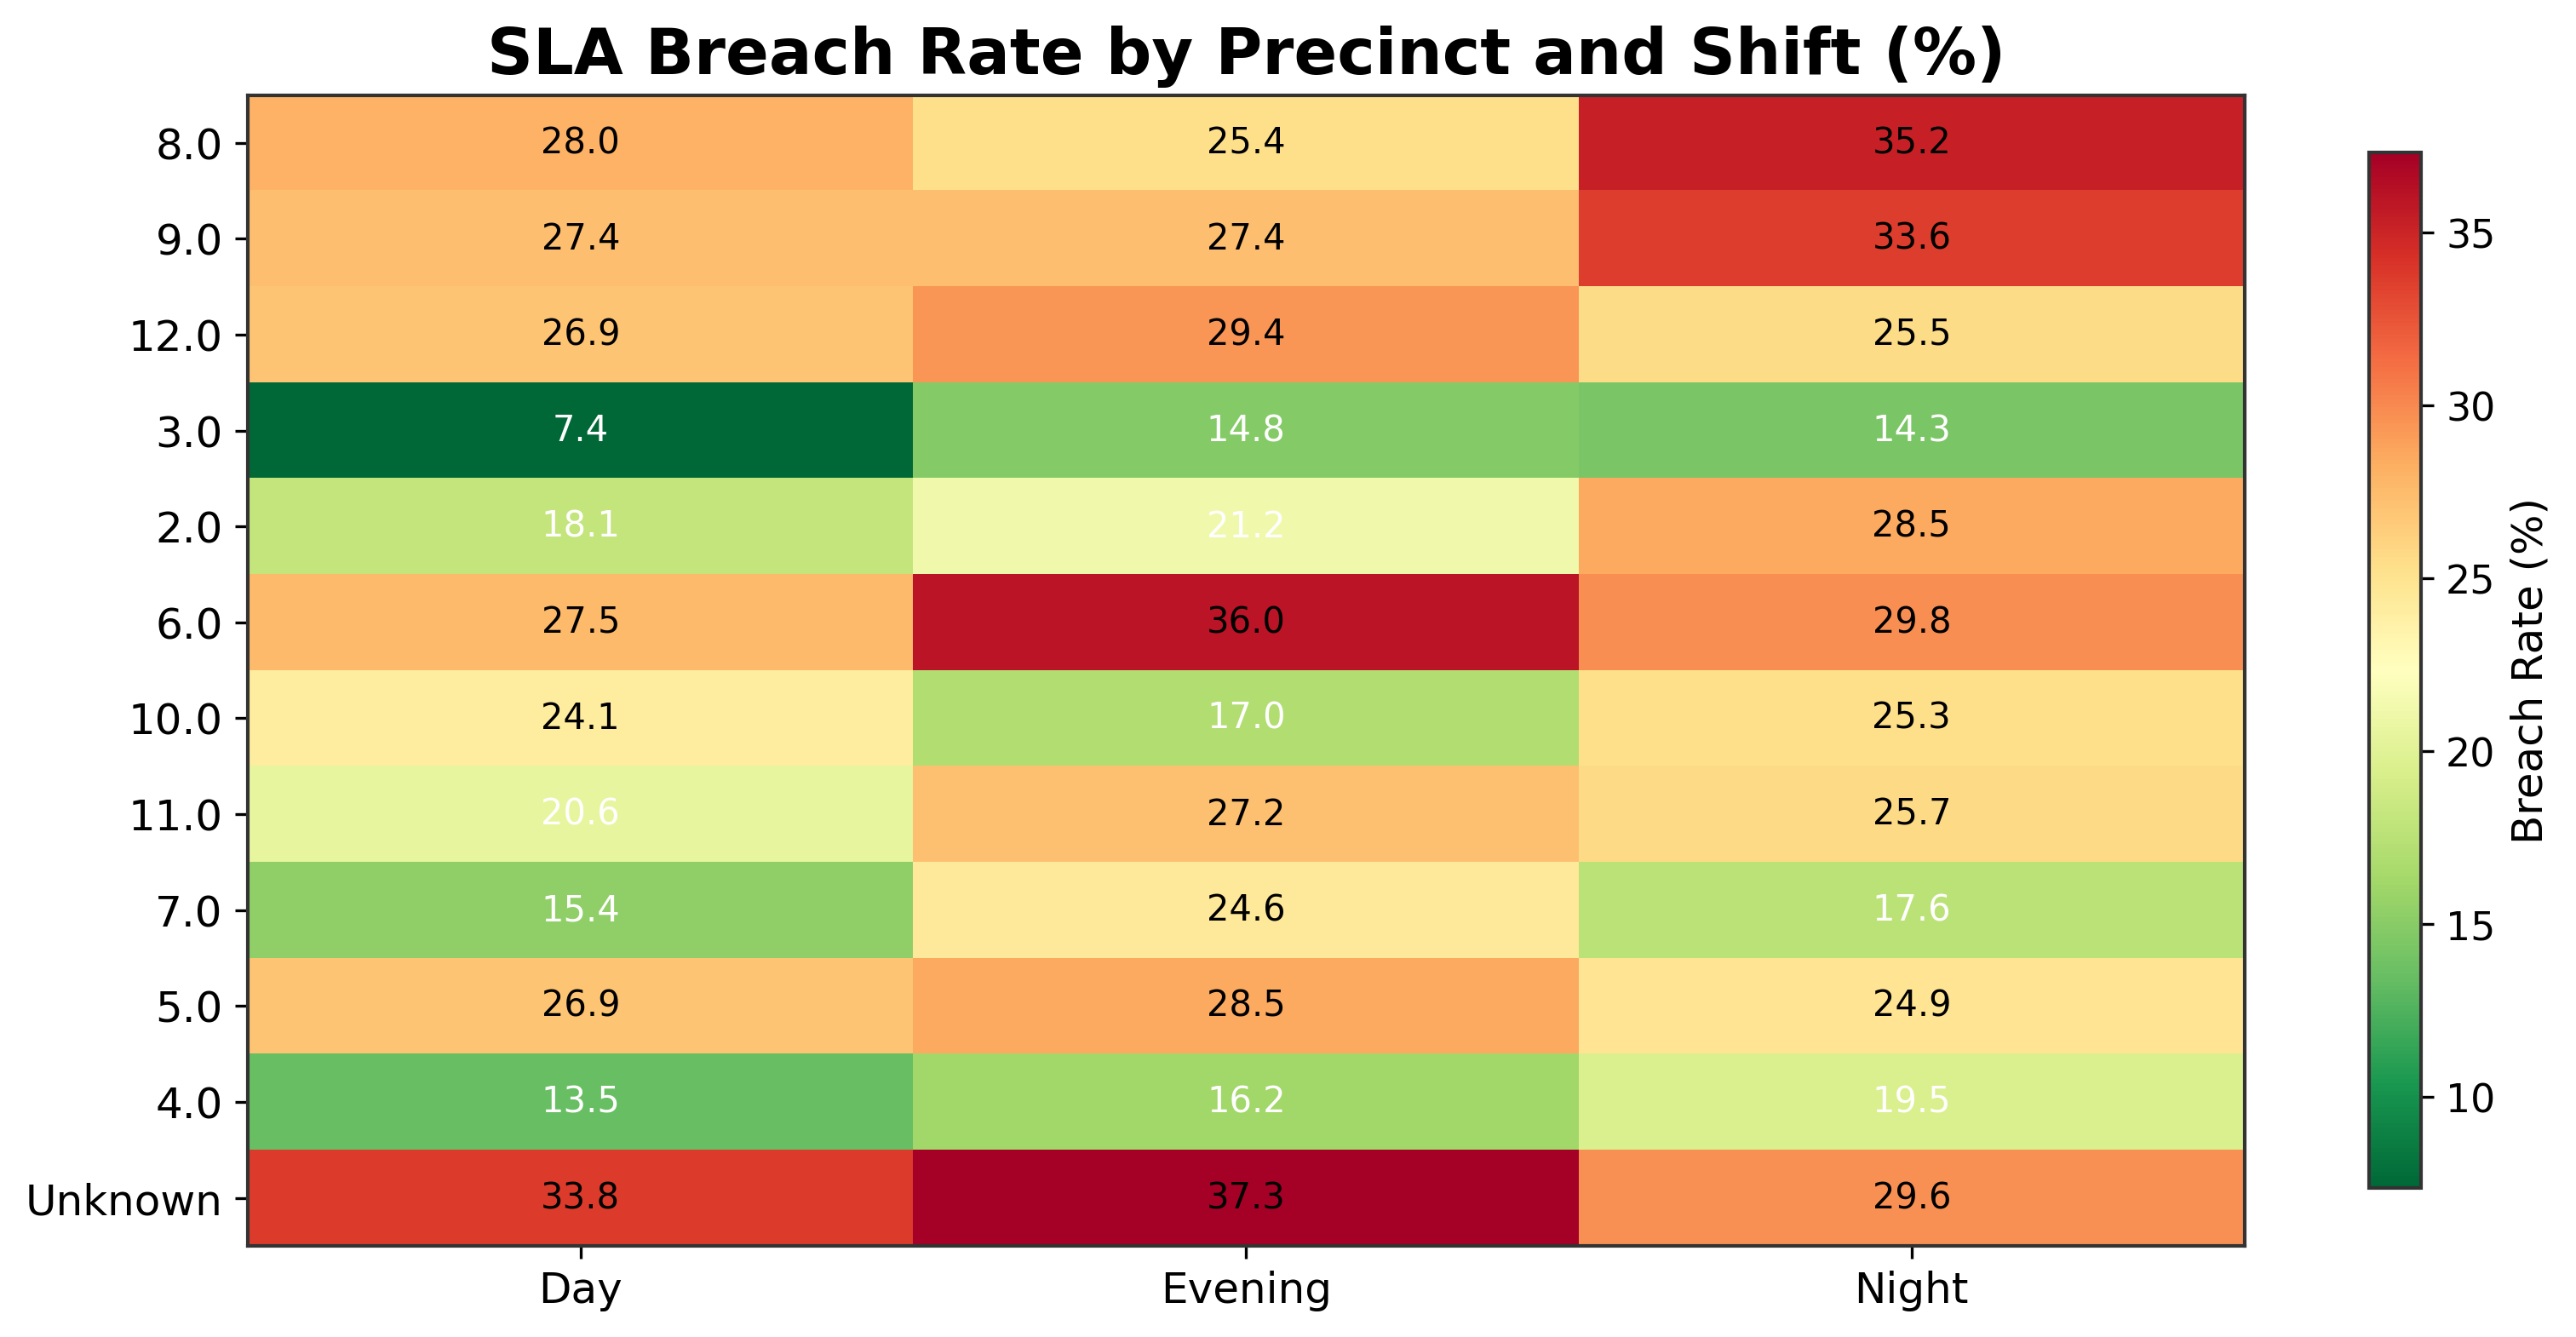 SLA Breach Rate by Precinct and Shift (%)
8.0 28.0 25.4 35.2
9.0 27.4 27.4 33.6
12.0 26.9 29.4 25.5
3.0 7.4 14.8 14.3
2.0 18.1 21.2 28.5
6.0 27.5 36.0 29.8
10.0 24.1 17.0 25.3
11.0 20.6 27.2 25.7
7.0 15.4 24.6 17.6
5.0 26.9 28.5 24.9
4.0 13.5 16.2 19.5
Unknown 33.8 37.3 29.6
Day Evening Night
35
30
25
20
15
10
Breach Rate (%)